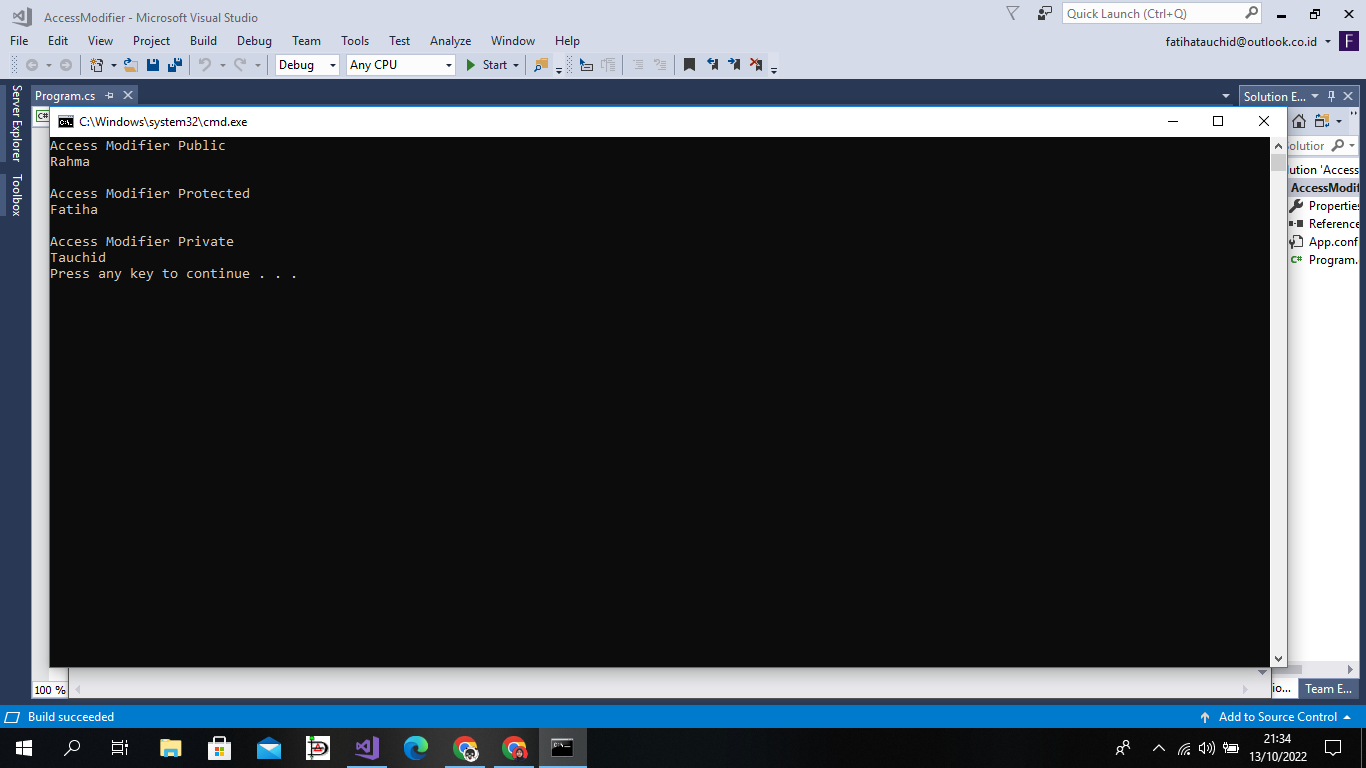 AccessModifier - Microsoft Visual Studio
Quick Launch (Ctrl+Q)
File Edit View Project Build Debug Team Tools Test Analyze Window Help
fatihatauchid@outlook.co.id F
Debug Any CPU Start
Server Explorer
Toolbox
Program.cs
Solution E...
C:\Windows\system32\cmd.exe
Access Modifier Public
Rahma
Access Modifier Protected
Fatiha
Access Modifier Private
Tauchid
Press any key to continue . . .
olution
ution 'Access
AccessModif
Propertie
Reference
App.conf
C# Program.
100 %
io... Team E...
Build succeeded
Add to Source Control
21:34
13/10/2022